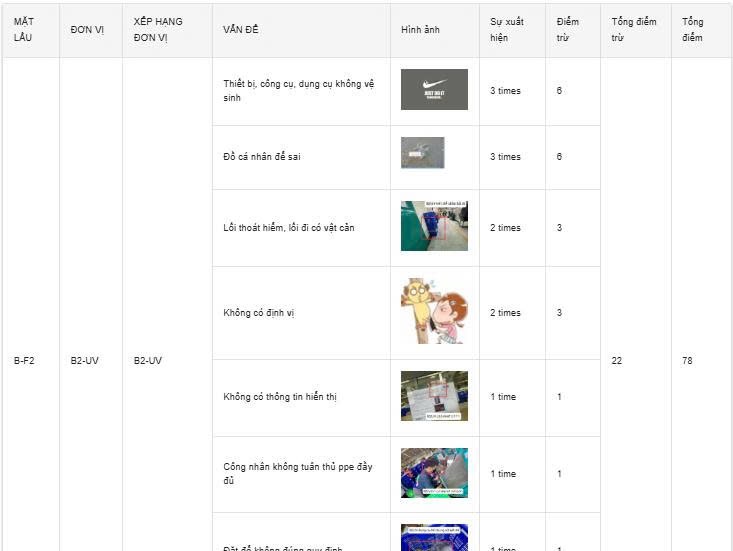 MẶT LẦU
ĐƠN VỊ
XẾP HẠNG ĐƠN VỊ
VẤN ĐỀ
Hình ảnh
Sự xuất hiện
Điểm trừ
Tổng điểm trừ
Tổng điểm
Thiết bị, công cụ, dụng cụ không vệ sinh
JUST DO IT
3 times
6
Đồ cá nhân để sai
3 times
6
Lối thoát hiểm, lối đi có vật cản
2 times
3
Không có định vị
2 times
3
B-F2
B2-UV
B2-UV
22
78
Không có thông tin hiển thị
1 time
1
Công nhân không tuân thủ ppe đầy đủ
1 time
1
Đặt để không đúng quy định
1 time
1